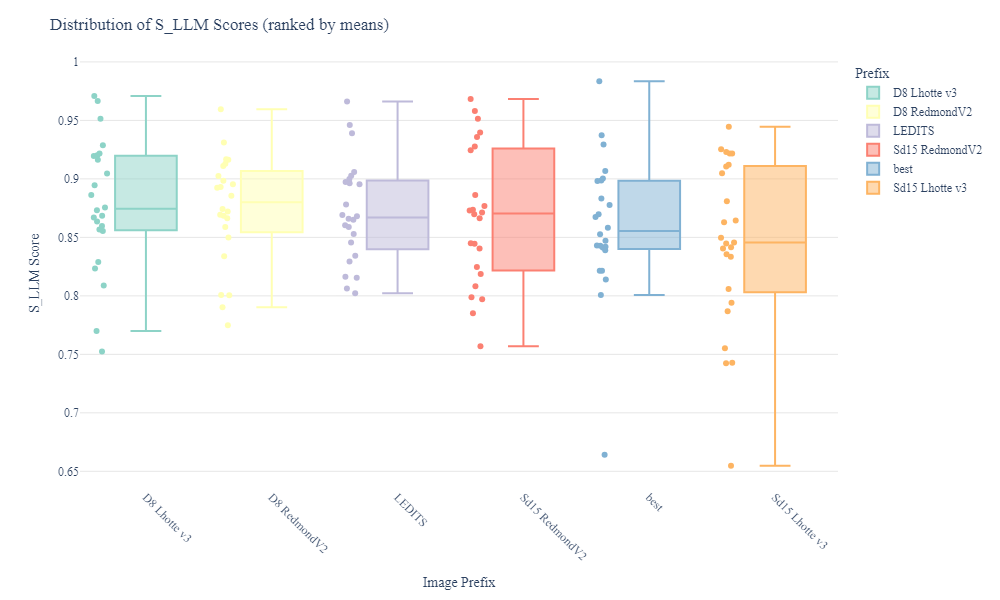 Distribution of S_LLM Scores (ranked by means)
S_LLM Score
1
0.95
0.9
0.85
0.8
0.75
0.7
0.65
D8 Lhotte v3
D8 RedmondV2
LEDITS
Sd15 RedmondV2
best
Sd15 Lhotte v3
Image Prefix
Prefix
D8 Lhotte v3
D8 RedmondV2
LEDITS
Sd15 RedmondV2
best
Sd15 Lhotte v3